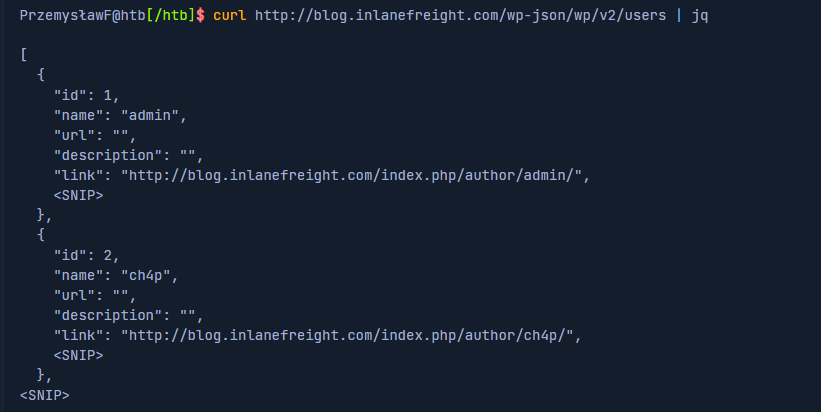 PrzemysławF@htb[/htb]$ curl http://blog.inlanefreight.com/wp-json/wp/v2/users | jq
[
  {
    "id": 1,
    "name": "admin",
    "url": "",
    "description": "",
    "link": "http://blog.inlanefreight.com/index.php/author/admin/",
    <SNIP>
  },
  {
    "id": 2,
    "name": "ch4p",
    "url": "",
    "description": "",
    "link": "http://blog.inlanefreight.com/index.php/author/ch4p/",
    <SNIP>
  },
<SNIP>